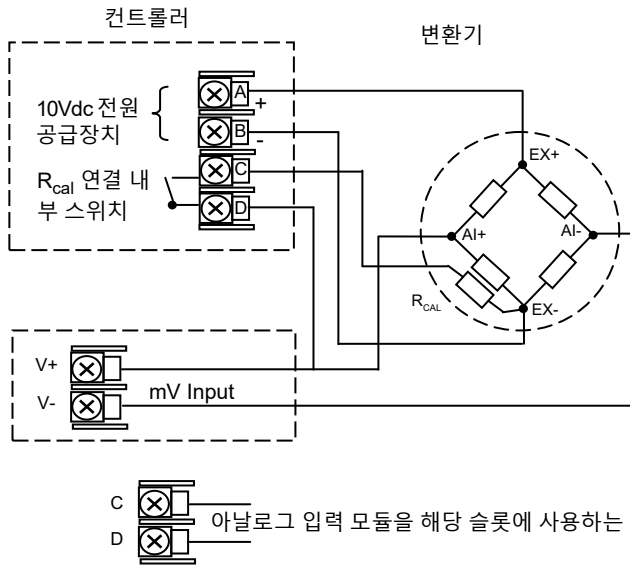 컨트롤러
변환기
10Vdc 전원
공급장치
A
+
B
-
R_cal 연결 내
부 스위치
C
D
EX+
AI+
AI-
R_CAL
EX-
V+
V-
mV Input
C
D
아날로그 입력 모듈을 해당 슬롯에 사용하는